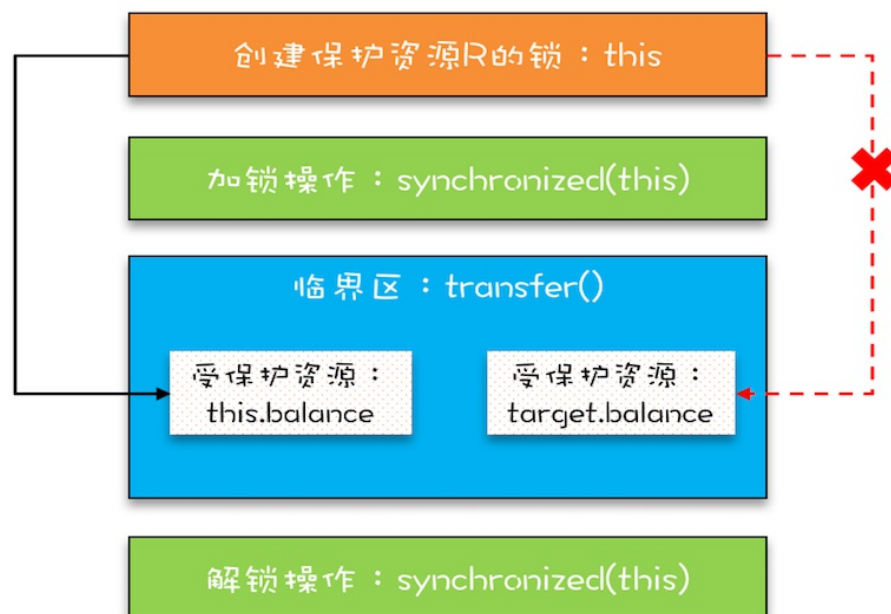 创建保护资源R的锁：this
加锁操作：synchronized(this)
临界区：transfer()
受保护资源：
this.balance
受保护资源：
target.balance
解锁操作：synchronized(this)